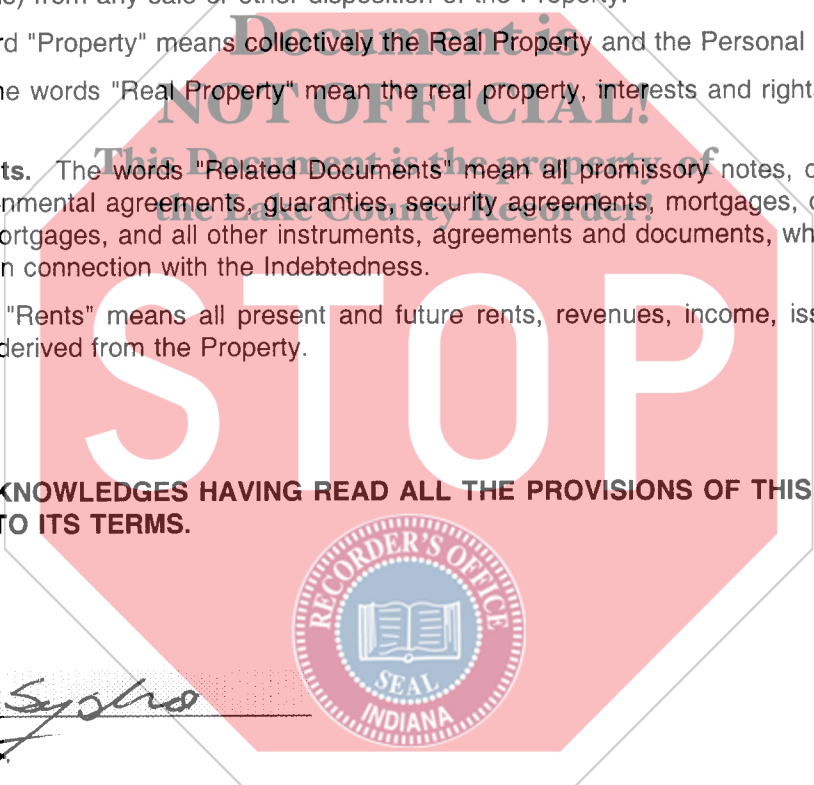 s) from any sale or other disposition of the Property.
Document is
rd "Property" means collectively the Real Property and the Personal
ne words "Real Property" mean the real property, interests and right
NOT OFFICIAL!
This Document is the property of
ts. The words "Related Documents" mean all promissory notes, c
nmental agreements, guaranties, security agreements, mortgages,
the Lake County Recorder!
ortgages, and all other instruments, agreements and documents, wh
n connection with the Indebtedness.
"Rents" means all present and future rents, revenues, income, iss
derived from the Property.
STOP
KNOWLEDGES HAVING READ ALL THE PROVISIONS OF THIS
TO ITS TERMS.
RECORDER'S OFFICE
SEAL
INDIANA